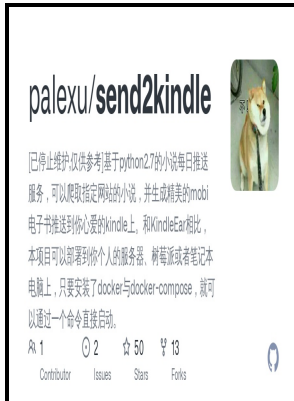 palexu/send2kindle
[已停止维护,仅供参考]基于python2.7的小说每日推送
服务，可以爬取指定网站的小说，并生成精美的mobi
电子书推送到你心爱的kindle上。和KindleEar相比，
本项目可以部署到你个人的服务器、树莓派或者笔记本
电脑上，只要安装了docker与docker-compose，就可
以通过一个命令直接启动。
1 2 50 13
Contributor Issues Stars Forks